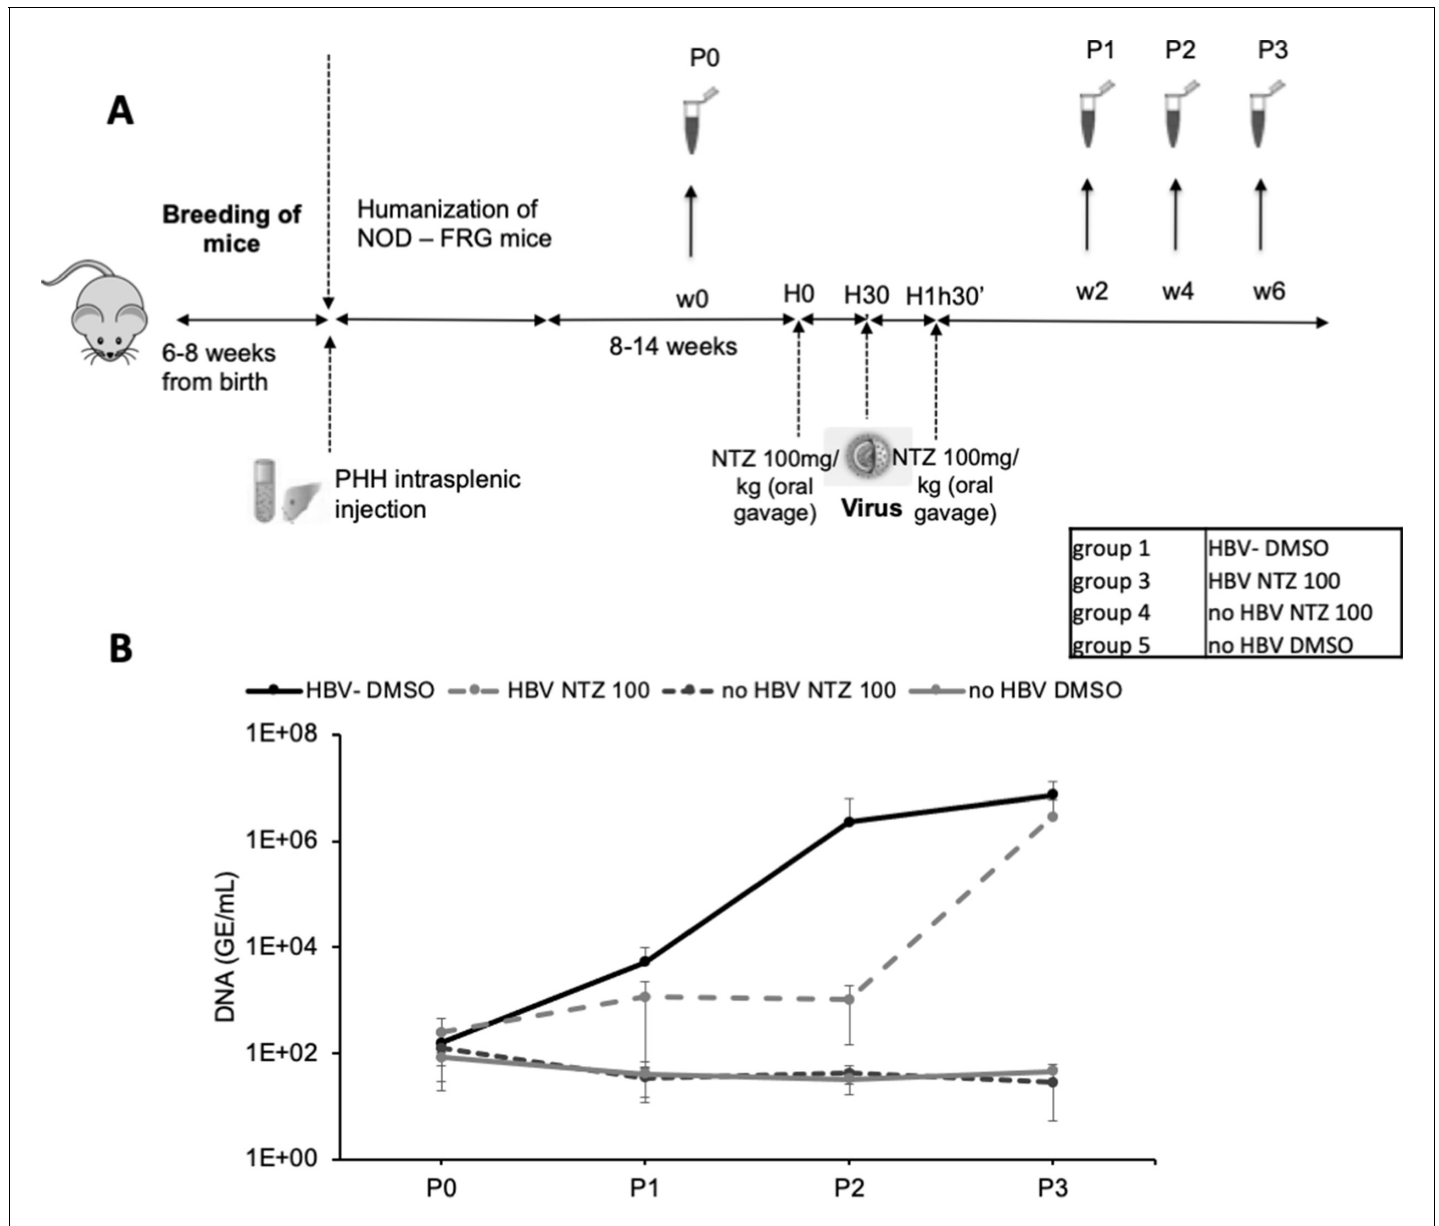 A
P0
P1 P2 P3
Breeding of
mice
Humanization of
NOD – FRG mice
w0
H0 H30 H1h30’
w2 w4 w6
6-8 weeks
from birth
8-14 weeks
PHH intrasplenic
injection
NTZ 100mg/
kg (oral
gavage)
Virus
NTZ 100mg/
kg (oral
gavage)
group 1 HBV- DMSO
group 3 HBV NTZ 100
group 4 no HBV NTZ 100
group 5 no HBV DMSO
B
HBV- DMSO HBV NTZ 100 no HBV NTZ 100 no HBV DMSO
DNA (GE/mL)
1E+08
1E+06
1E+04
1E+02
1E+00
P0 P1 P2 P3